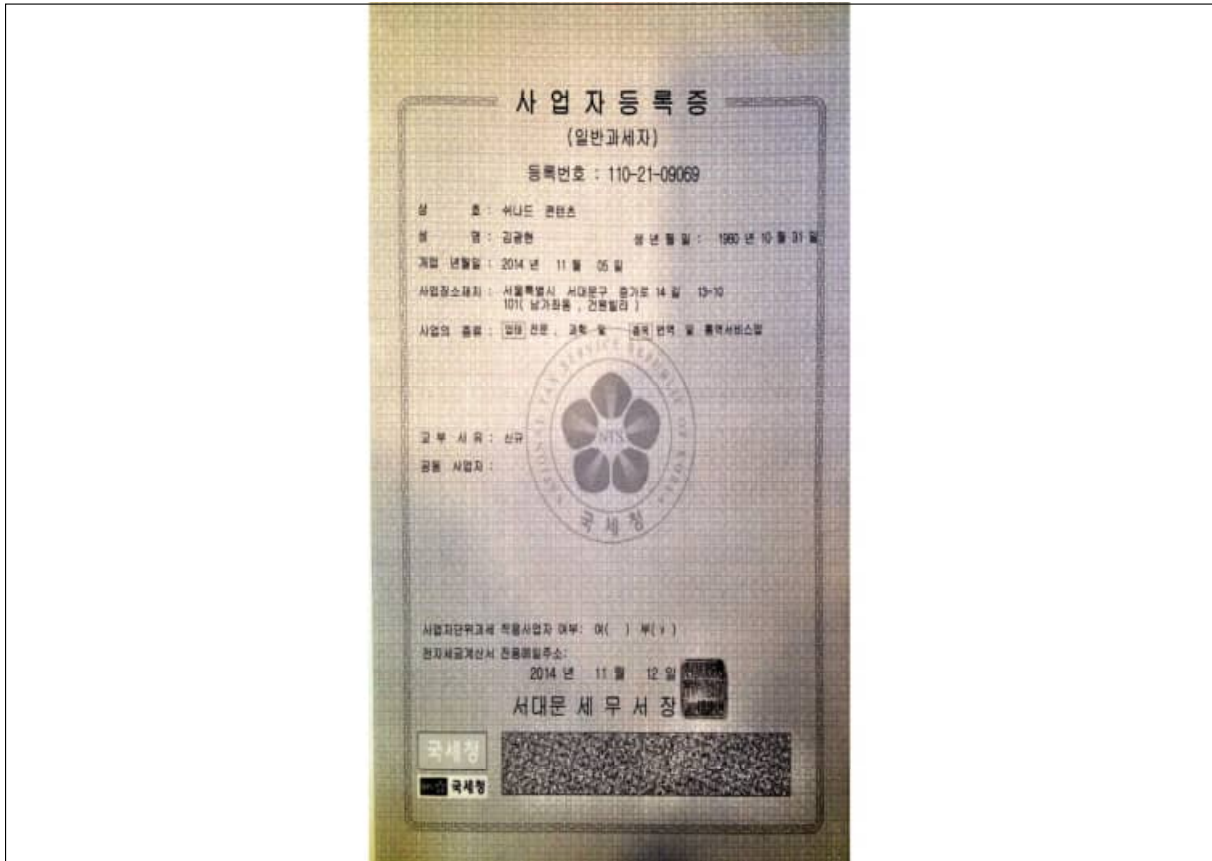 사 업 자 등 록 증
(일반과세자)
등록번호 : 110-21-09069
상 호 : 쉬나드 콘텐츠
성 명 : 김광현 생 년 월 일 : 1980 년 10 월 31 일
개업 년월일 : 2014 년 11 월 05 일
사업장소재지 : 서울특별시 서대문구 증가로 14 길 13-10
101( 남가좌동 , 건원빌라 )
사업의 종류 : 업태 전문 , 과학 및 종목 번역 및 통역서비스업
NATIONAL TAX SERVICE REPUBLIC OF KOREA
NTS
국세청
교 부 사 유 : 신규
공동 사업자 :
사업자단위과세 적용사업자 여부: 여( ) 부( v )
전자세금계산서 전용메일주소:
2014 년 11 월 12 일
서대문 세 무 서 장
국세청
국세청